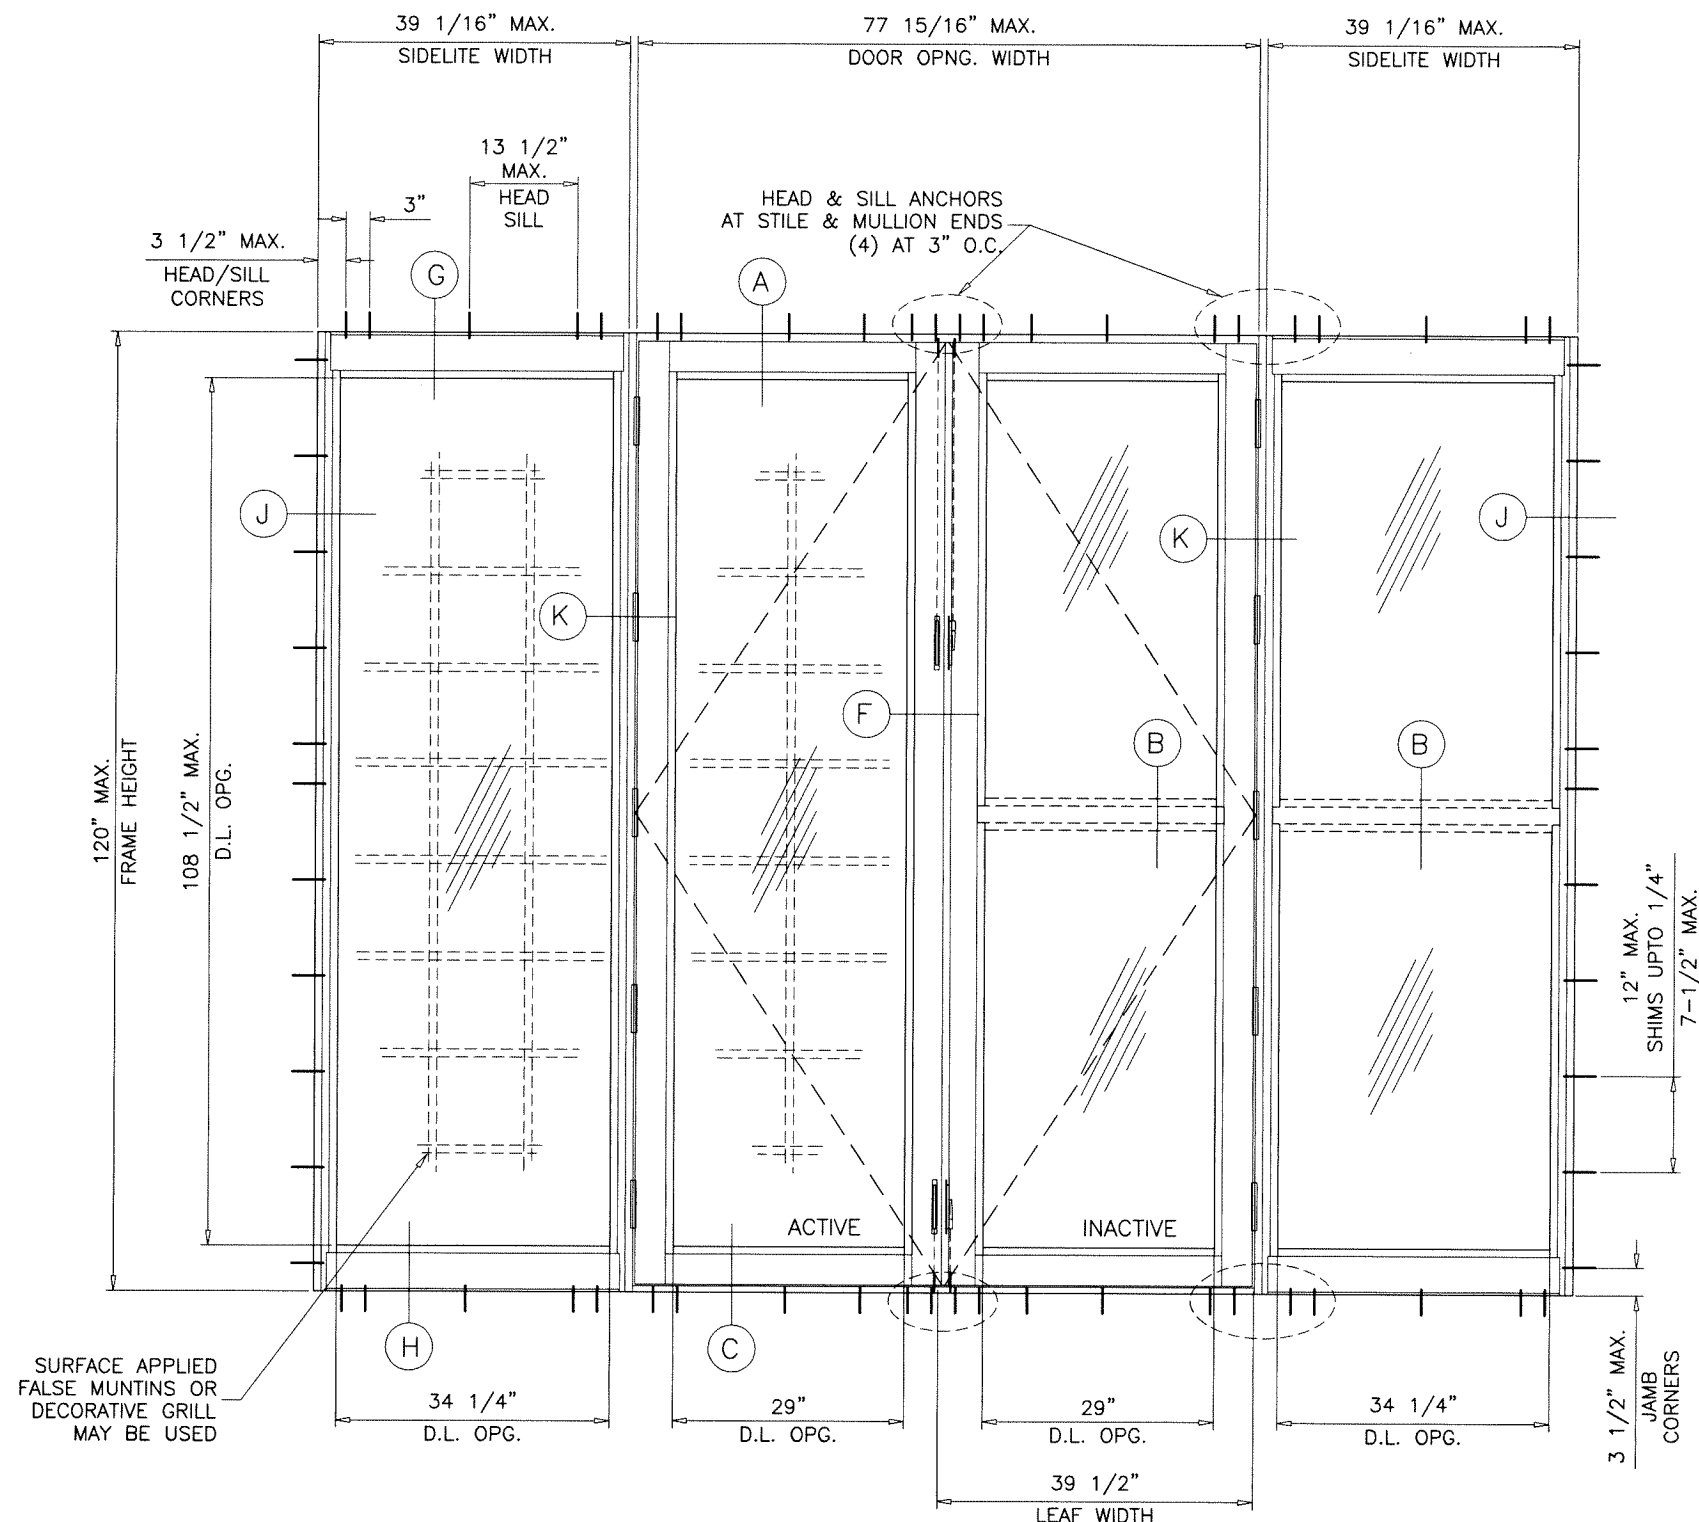 39 1/16" MAX.
SIDELITE WIDTH
77 15/16" MAX.
DOOR OPNG. WIDTH
39 1/16" MAX.
SIDELITE WIDTH
13 1/2"
MAX.
HEAD
SILL
3"
3 1/2" MAX.
HEAD/SILL
CORNERS
HEAD & SILL ANCHORS
AT STILE & MULLION ENDS
(4) AT 3" O.C.
G
A
J
K
J
K
F
B
B
120" MAX.
FRAME HEIGHT
108 1/2" MAX.
D.L. OPG.
12" MAX.
SHIMS UPTO 1/4"
7-1/2" MAX.
ACTIVE
INACTIVE
H
C
SURFACE APPLIED
FALSE MUNTINS OR
DECORATIVE GRILL
MAY BE USED
34 1/4"
D.L. OPG.
29"
D.L. OPG.
29"
D.L. OPG.
34 1/4"
D.L. OPG.
3 1/2" MAX.
JAMB
CORNERS
39 1/2"
LEAF WIDTH